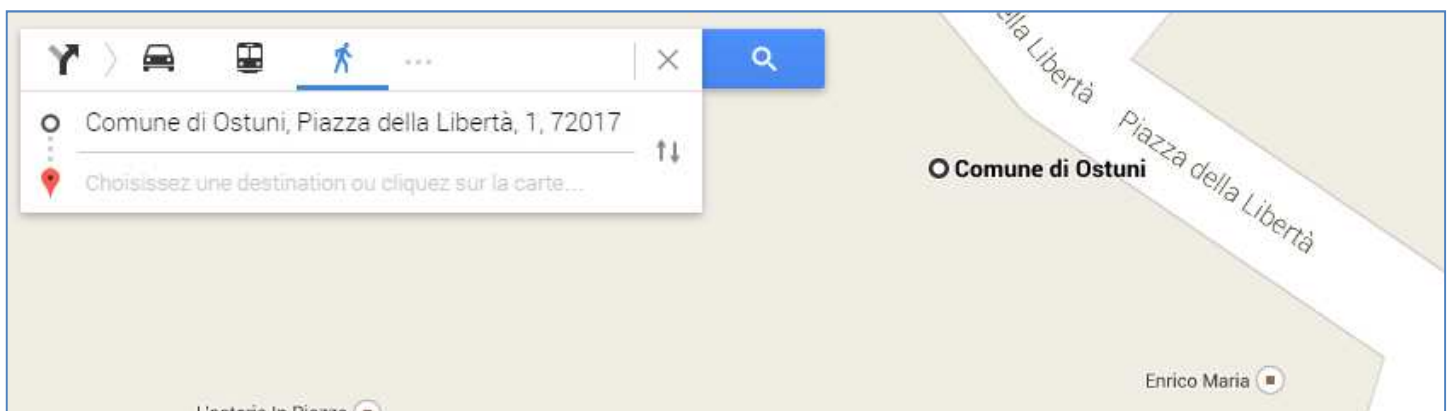 Comune di Ostuni, Piazza della Libertà, 1, 72017
Choisissez une destination ou cliquez sur la carte...
della Libertà
Piazza della Libertà
Comune di Ostuni
Enrico Maria